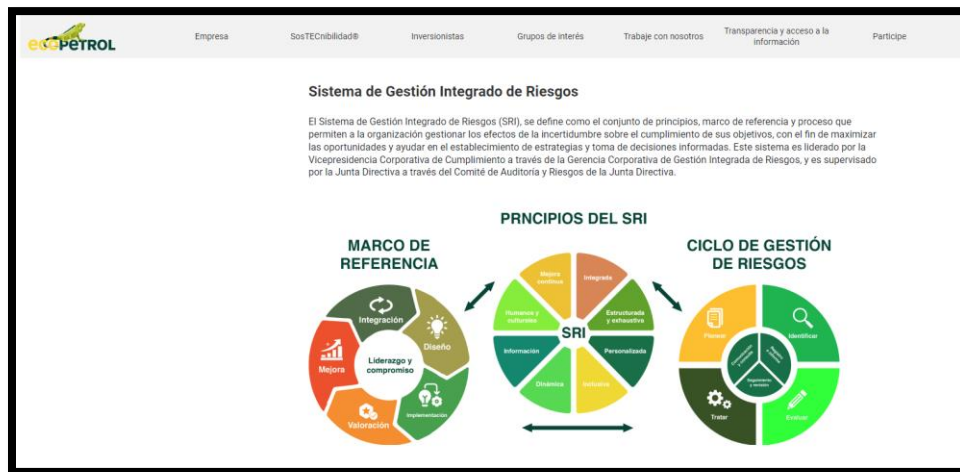 ecoPETROL
Empresa
SosTECnibilidad®
Inversionistas
Grupos de interés
Trabaje con nosotros
Transparencia y acceso a la
información
Participe
Sistema de Gestión Integrado de Riesgos
El Sistema de Gestión Integrado de Riesgos (SRI), se define como el conjunto de principios, marco de referencia y proceso que
permiten a la organización gestionar los efectos de la incertidumbre sobre el cumplimiento de sus objetivos, con el fin de maximizar
las oportunidades y ayudar en el establecimiento de estrategias y toma de decisiones informadas. Este sistema es liderado por la
Vicepresidencia Corporativa de Cumplimiento a través de la Gerencia Corporativa de Gestión Integrada de Riesgos, y es supervisado
por la Junta Directiva a través del Comité de Auditoría y Riesgos de la Junta Directiva.
MARCO DE
REFERENCIA
Integración
Diseño
Implementación
Valoración
Mejora
Liderazgo y
compromiso
PRNCIPIOS DEL SRI
Mejora
continua
Integrada
Estructurada
y exhaustiva
Personalizada
Inclusiva
Dinámica
Información
Humanos y
culturales
SRI
CICLO DE GESTIÓN
DE RIESGOS
Planear
Identificar
Evaluar
Tratar
Seguimiento
y revisión